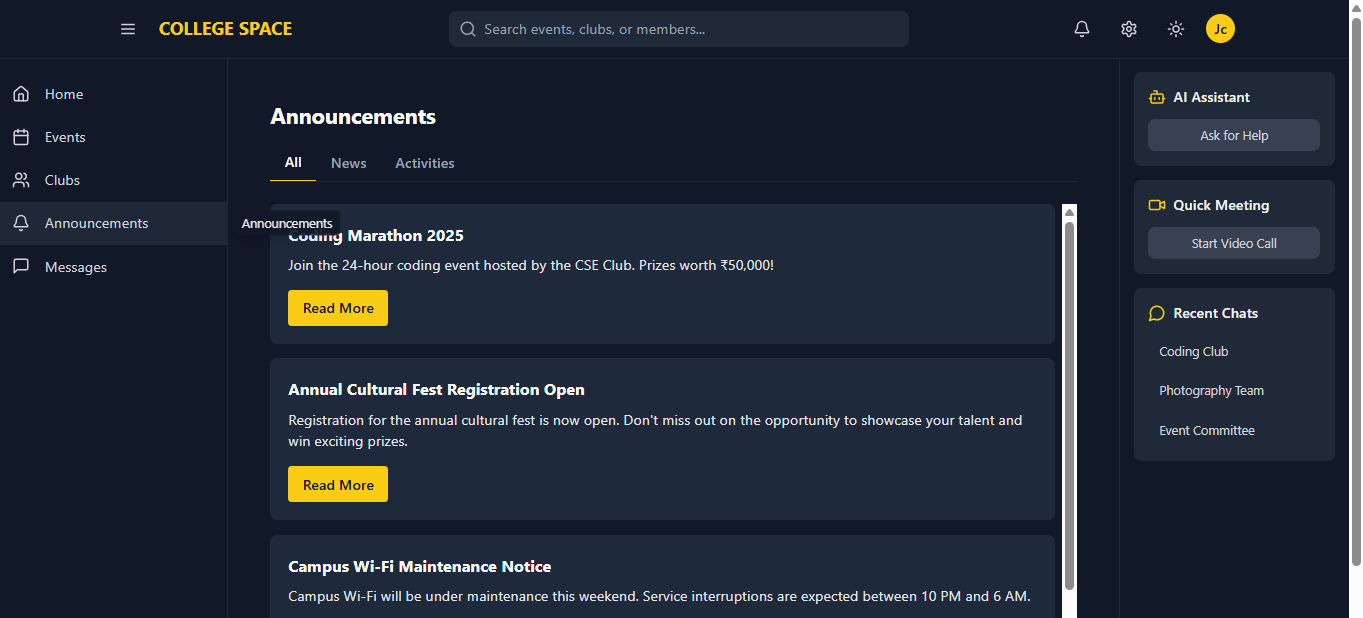 COLLEGE SPACE
Search events, clubs, or members...
Jc
Home
Events
Clubs
Announcements
Messages
Announcements
All
News
Activities
Announcements
Coding Marathon 2025
Join the 24-hour coding event hosted by the CSE Club. Prizes worth ₹50,000!
Read More
Annual Cultural Fest Registration Open
Registration for the annual cultural fest is now open. Don't miss out on the opportunity to showcase your talent and
win exciting prizes.
Read More
Campus Wi-Fi Maintenance Notice
Campus Wi-Fi will be under maintenance this weekend. Service interruptions are expected between 10 PM and 6 AM.
AI Assistant
Ask for Help
Quick Meeting
Start Video Call
Recent Chats
Coding Club
Photography Team
Event Committee